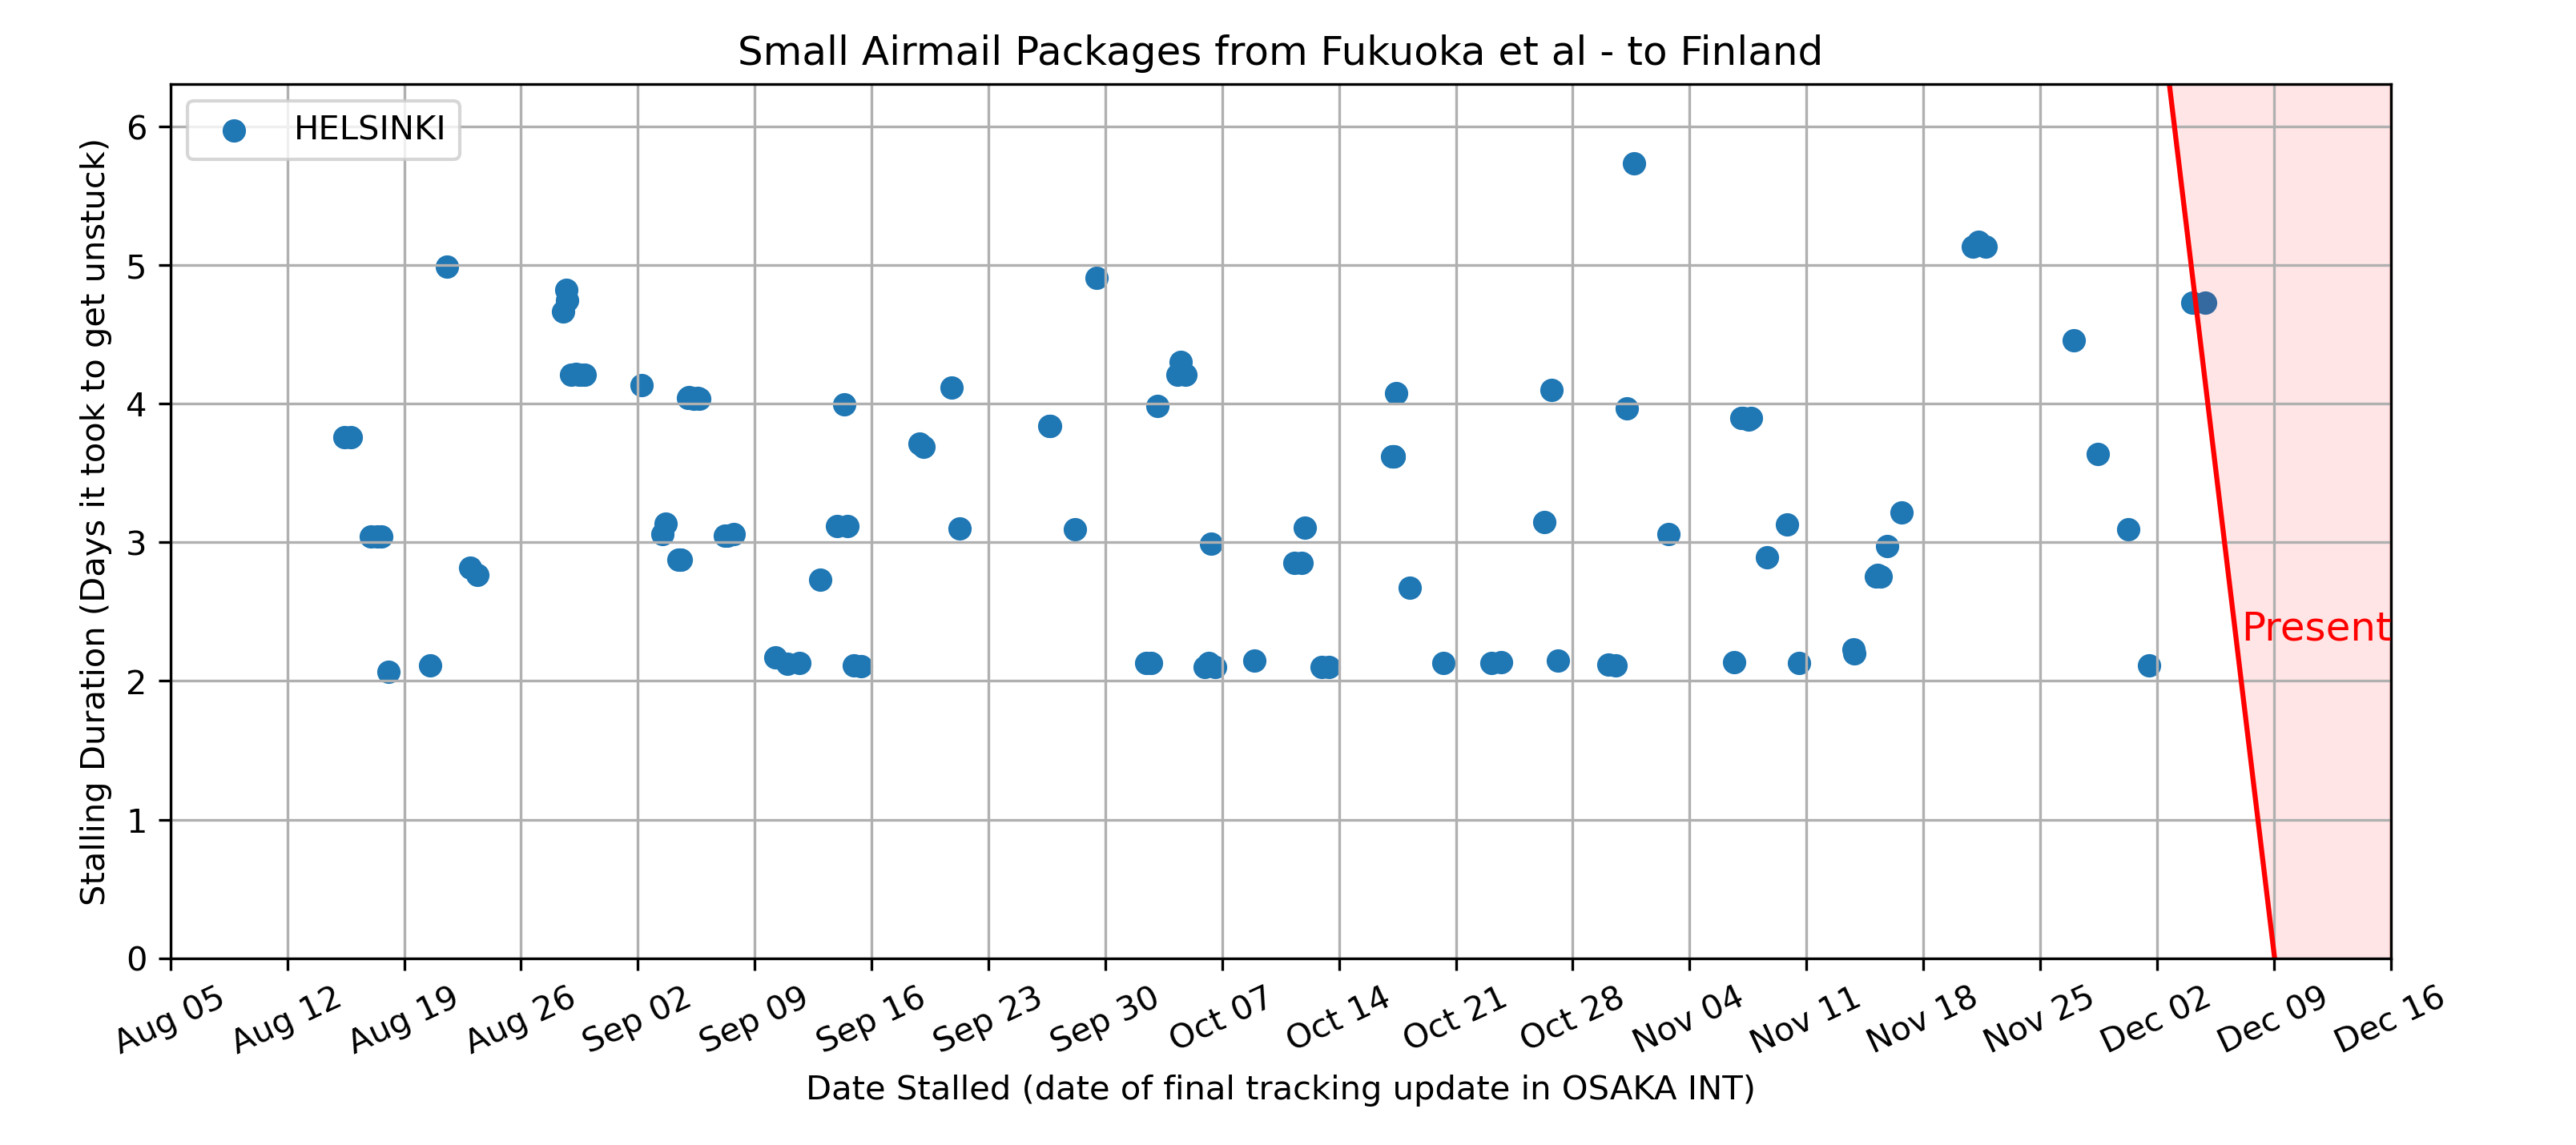 Small Airmail Packages from Fukuoka et al - to Finland
HELSINKI
Stalling Duration (Days it took to get unstuck)
6
5
4
3
2
1
0
Present
Aug 05
Aug 12
Aug 19
Aug 26
Sep 02
Sep 09
Sep 16
Sep 23
Sep 30
Oct 07
Oct 14
Oct 21
Oct 28
Nov 04
Nov 11
Nov 18
Nov 25
Dec 02
Dec 09
Dec 16
Date Stalled (date of final tracking update in OSAKA INT)